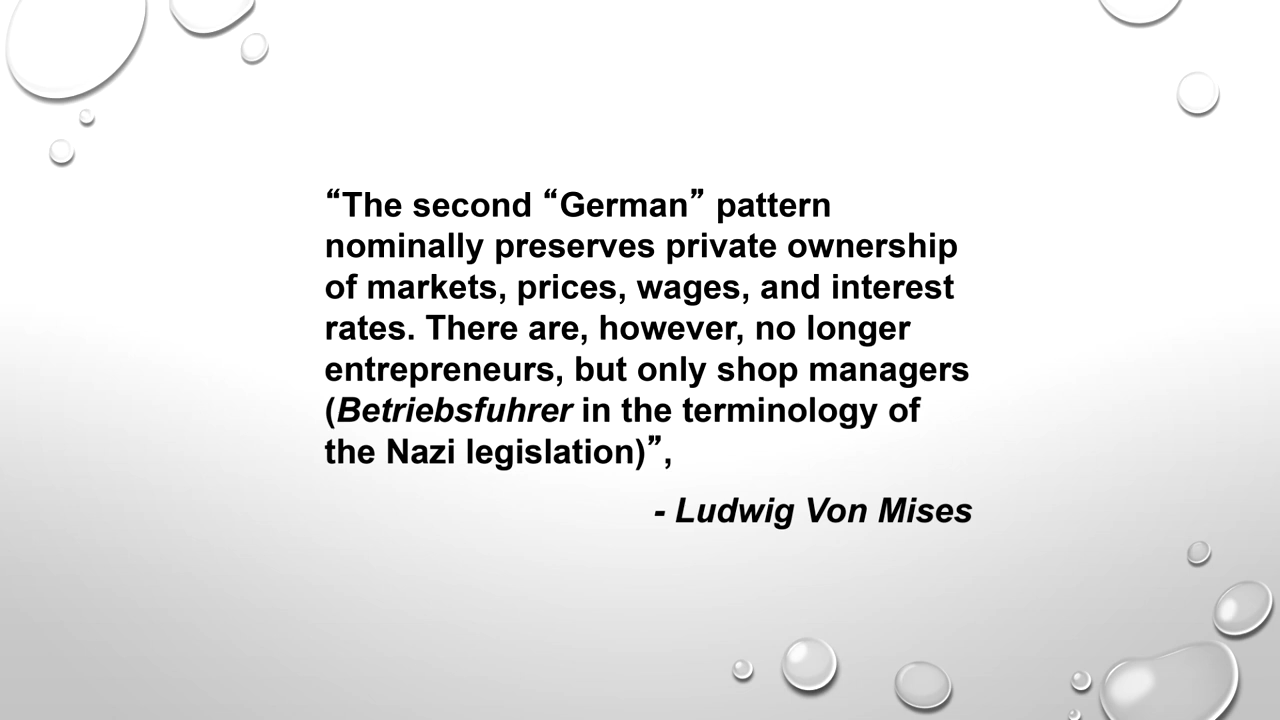 “The second “German” pattern
nominally preserves private ownership
of markets, prices, wages, and interest
rates. There are, however, no longer
entrepreneurs, but only shop managers
(Betriebsfuhrer in the terminology of
the Nazi legislation)”,
- Ludwig Von Mises